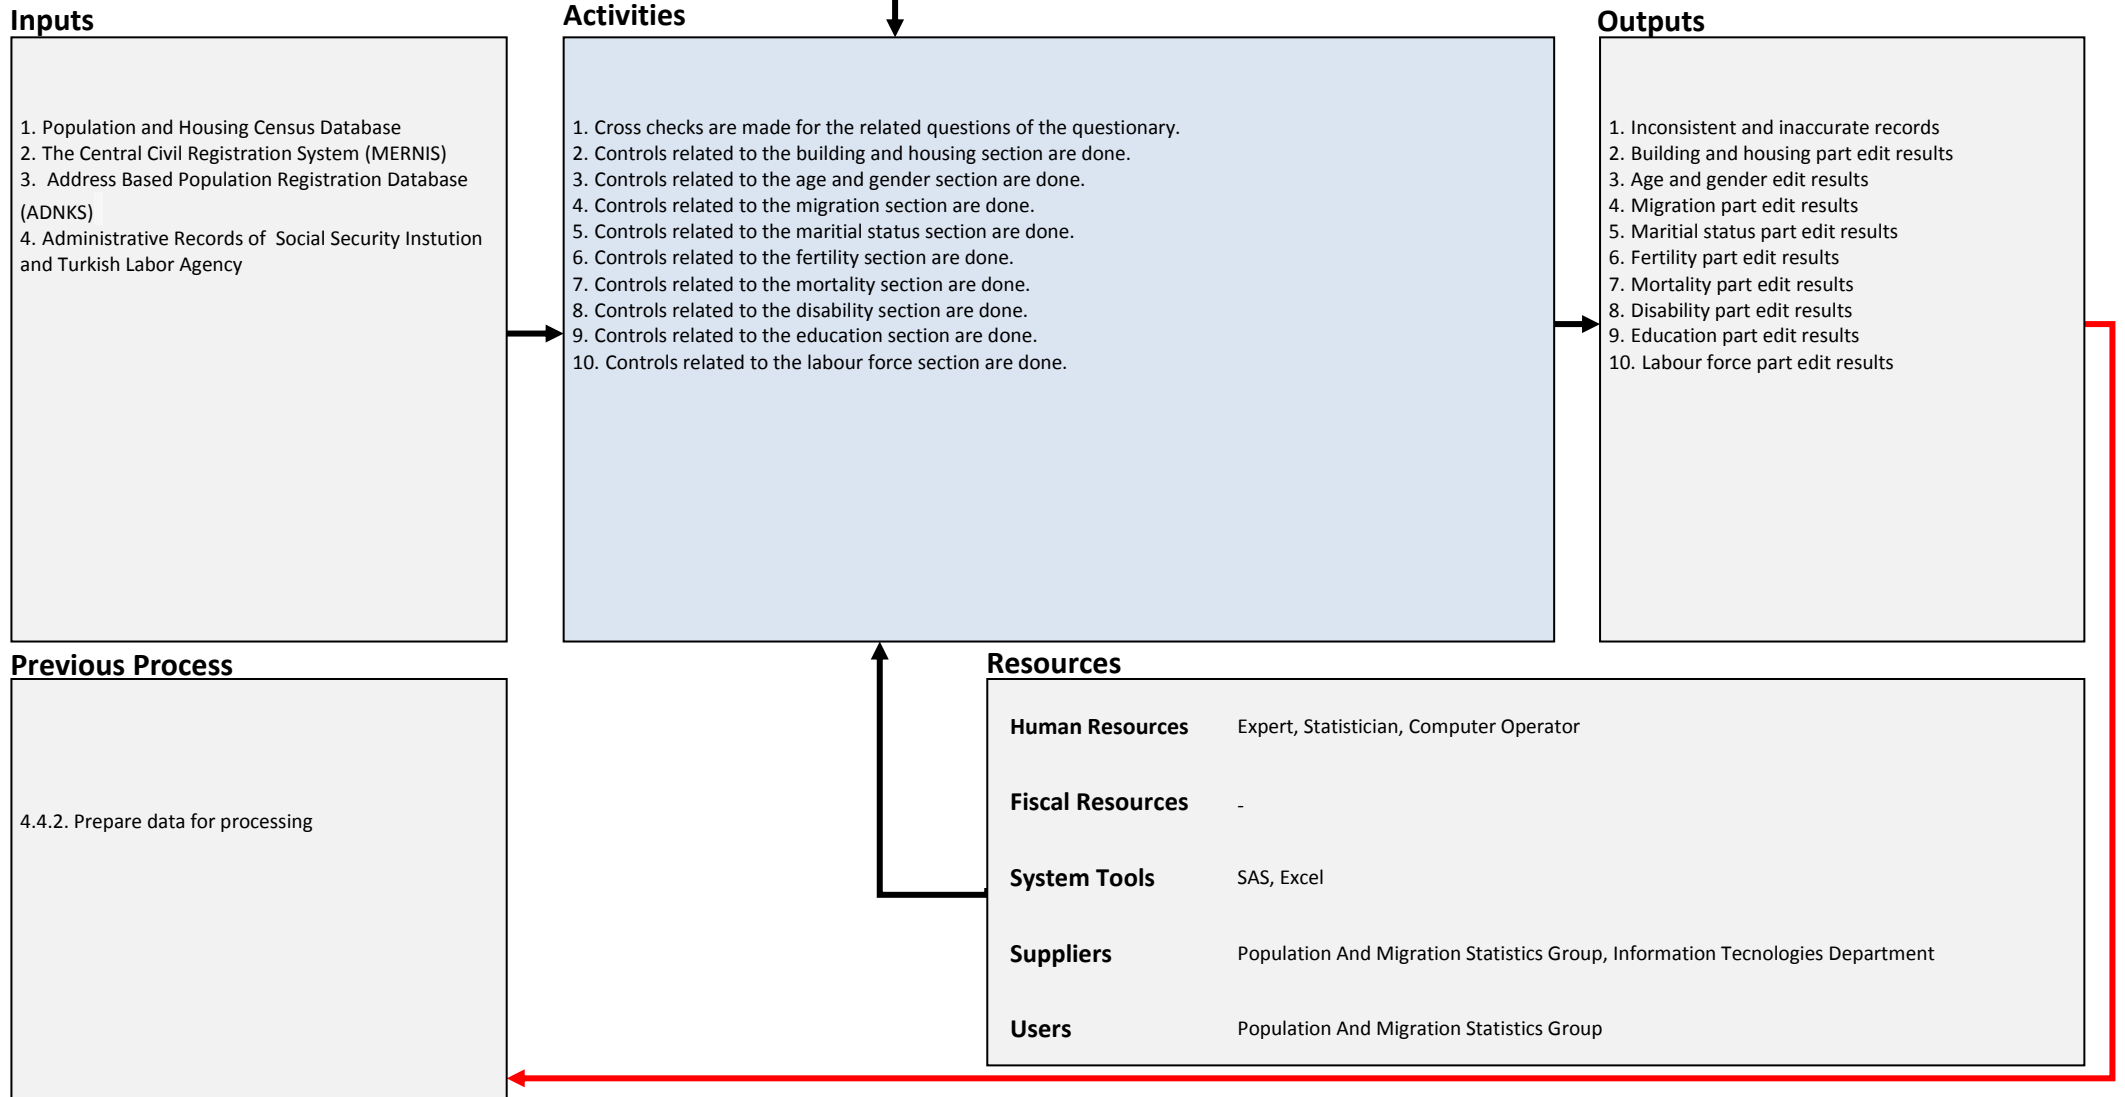 Inputs
1. Population and Housing Census Database
2. The Central Civil Registration System (MERNIS)
3. Address Based Population Registration Database
(ADNKS)
4. Administrative Records of Social Security Instution
and Turkish Labor Agency
Activities
1. Cross checks are made for the related questions of the questionary.
2. Controls related to the building and housing section are done.
3. Controls related to the age and gender section are done.
4. Controls related to the migration section are done.
5. Controls related to the maritial status section are done.
6. Controls related to the fertility section are done.
7. Controls related to the mortality section are done.
8. Controls related to the disability section are done.
9. Controls related to the education section are done.
10. Controls related to the labour force section are done.
Outputs
1. Inconsistent and inaccurate records
2. Building and housing part edit results
3. Age and gender edit results
4. Migration part edit results
5. Maritial status part edit results
6. Fertility part edit results
7. Mortality part edit results
8. Disability part edit results
9. Education part edit results
10. Labour force part edit results
Previous Process
4.4.2. Prepare data for processing
Resources
Human Resources Expert, Statistician, Computer Operator
Fiscal Resources -
System Tools SAS, Excel
Suppliers Population And Migration Statistics Group, Information Tecnologies Department
Users Population And Migration Statistics Group